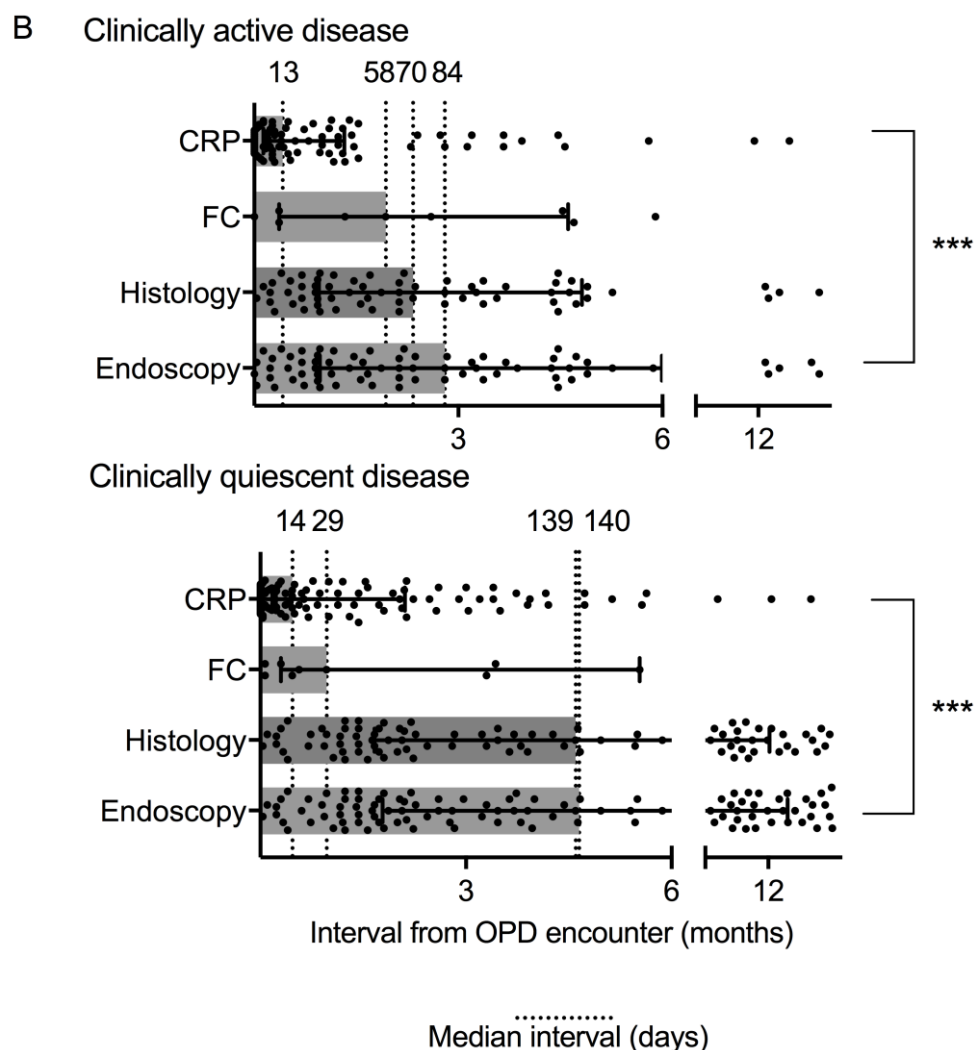 B Clinically active disease
13 58 70 84
CRP
FC
***
Histology
Endoscopy
3 6 12
Clinically quiescent disease
14 29 139 140
CRP
FC
***
Histology
Endoscopy
3 6 12
Interval from OPD encounter (months)
Median interval (days)